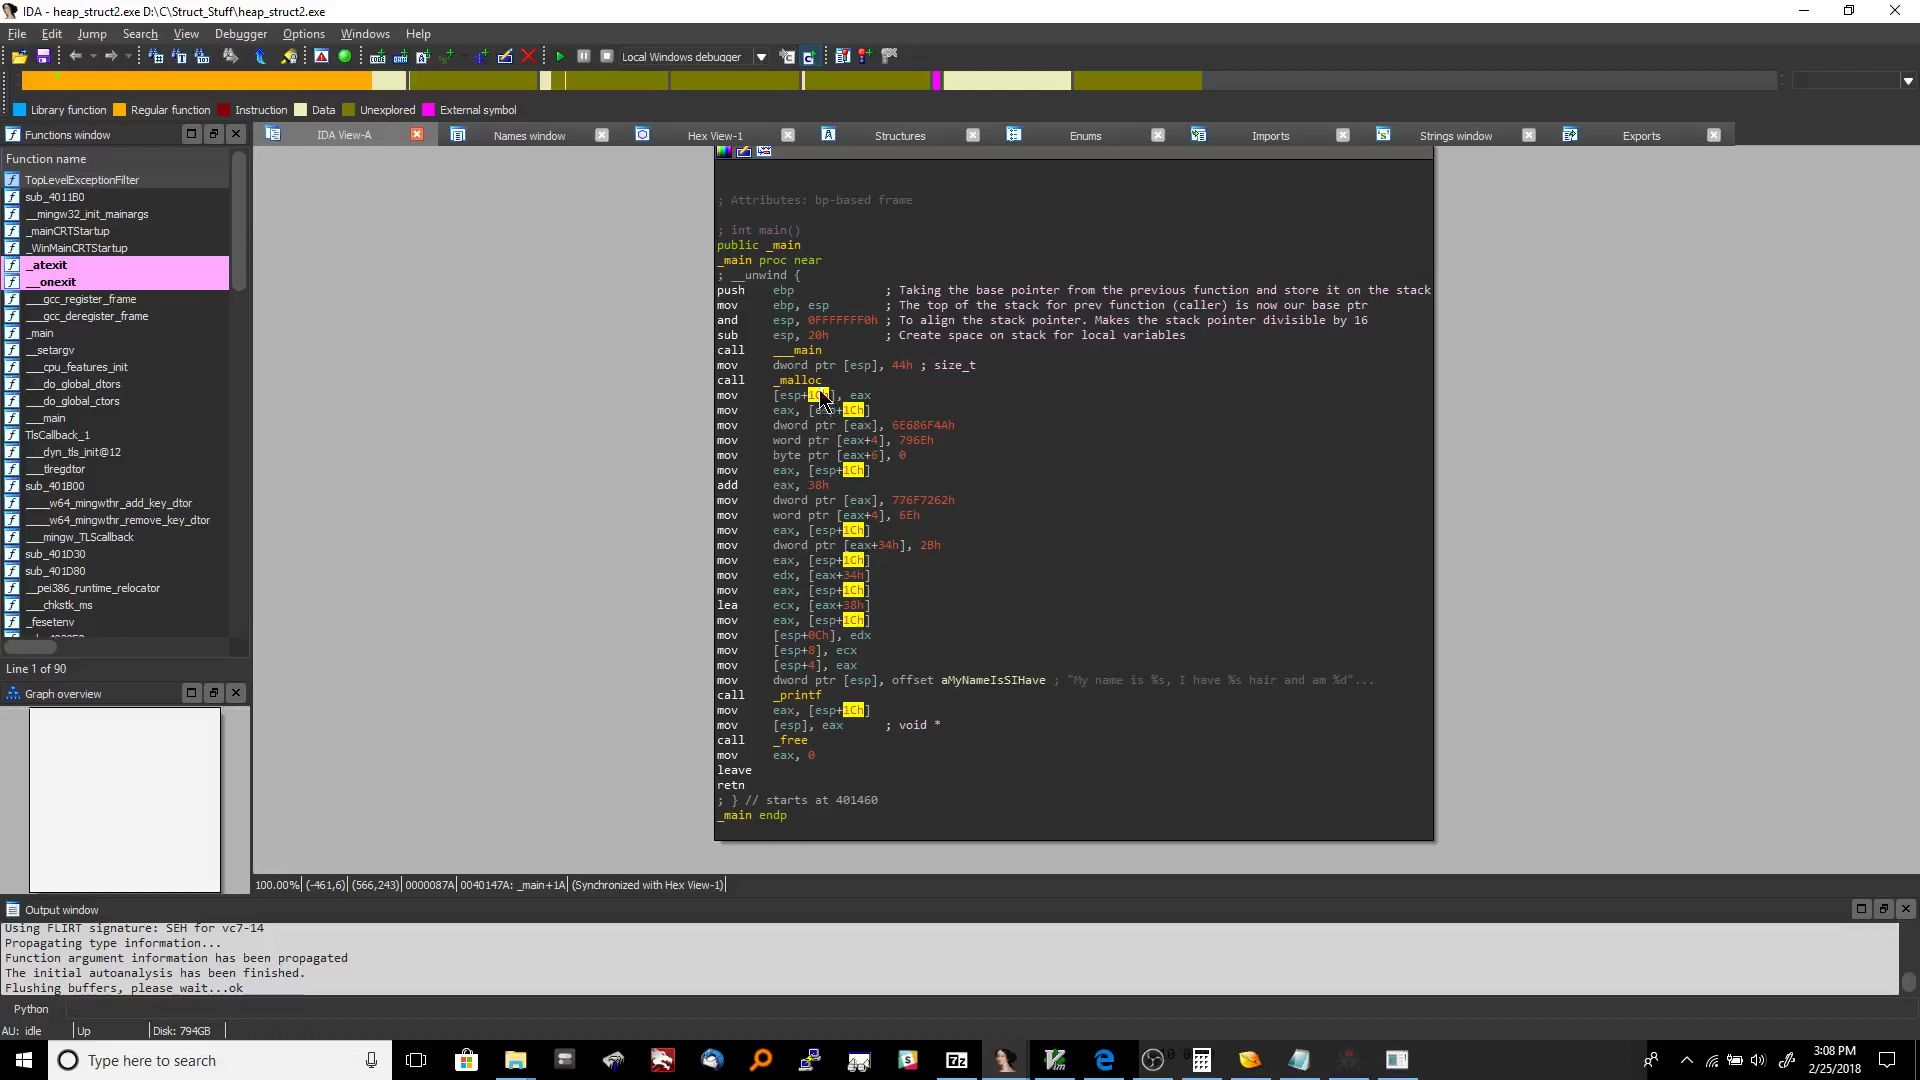 IDA - heap_struct2.exe D:\C\Struct_Stuff\heap_struct2.exe
File Edit Jump Search View Debugger Options Windows Help
Local Windows debugger
Library function Regular function Instruction Data Unexplored External symbol
Functions window
IDA View-A Names window Hex View-1 Structures Enums Imports Strings window Exports
Function name
TopLevelExceptionFilter
sub_4011B0
__mingw32_init_mainargs
_mainCRTStartup
_WinMainCRTStartup
_atexit
__onexit
___gcc_register_frame
___gcc_deregister_frame
_main
__setargv
___cpu_features_init
___do_global_dtors
___do_global_ctors
___main
TlsCallback_1
___dyn_tls_init@12
___tlregdtor
sub_401B00
____w64_mingwthr_add_key_dtor
____w64_mingwthr_remove_key_dtor
___mingw_TLScallback
sub_401D30
sub_401D80
__pei386_runtime_relocator
___chkstk_ms
_fesetenv
Line 1 of 90
Graph overview
; Attributes: bp-based frame
; int main()
public _main
_main proc near
; __unwind {
push ebp ; Taking the base pointer from the previous function and store it on the stack
mov ebp, esp ; The top of the stack for prev function (caller) is now our base ptr
and esp, 0FFFFFFF0h ; To align the stack pointer. Makes the stack pointer divisible by 16
sub esp, 20h ; Create space on stack for local variables
call ___main
mov dword ptr [esp], 44h ; size_t
call _malloc
mov [esp+1Ch], eax
mov eax, [esp+1Ch]
mov dword ptr [eax], 6E686F4Ah
mov word ptr [eax+4], 796Eh
mov byte ptr [eax+6], 0
mov eax, [esp+1Ch]
add eax, 38h
mov dword ptr [eax], 776F7262h
mov word ptr [eax+4], 6Eh
mov eax, [esp+1Ch]
mov dword ptr [eax+34h], 2Bh
mov eax, [esp+1Ch]
mov edx, [eax+34h]
mov eax, [esp+1Ch]
lea ecx, [eax+38h]
mov eax, [esp+1Ch]
mov [esp+0Ch], edx
mov [esp+8], ecx
mov [esp+4], eax
mov dword ptr [esp], offset aMyNameIsSIHave ; "My name is %s, I have %s hair and am %d"...
call _printf
mov eax, [esp+1Ch]
mov [esp], eax ; void *
call _free
mov eax, 0
leave
retn
; } // starts at 401460
_main endp
100.00% (-461,6) (566,243) 0000087A 0040147A: _main+1A (Synchronized with Hex View-1)
Output window
Using FLIRT signature: SEH for vc7-14
Propagating type information...
Function argument information has been propagated
The initial autoanalysis has been finished.
Flushing buffers, please wait...ok
Python
AU: idle Up Disk: 794GB
Type here to search
3:08 PM
2/25/2018